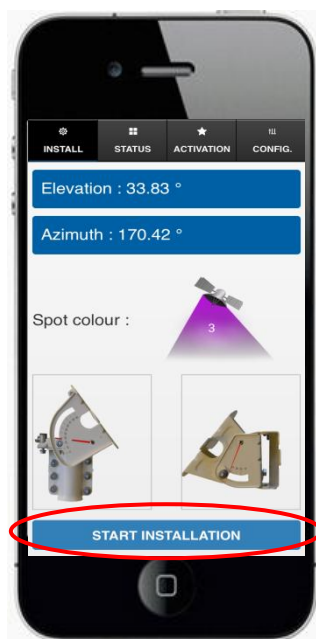 INSTALL STATUS ACTIVATION CONFIG.
Elevation : 33.83 °
Azimuth : 170.42 °
Spot colour :
3
START INSTALLATION